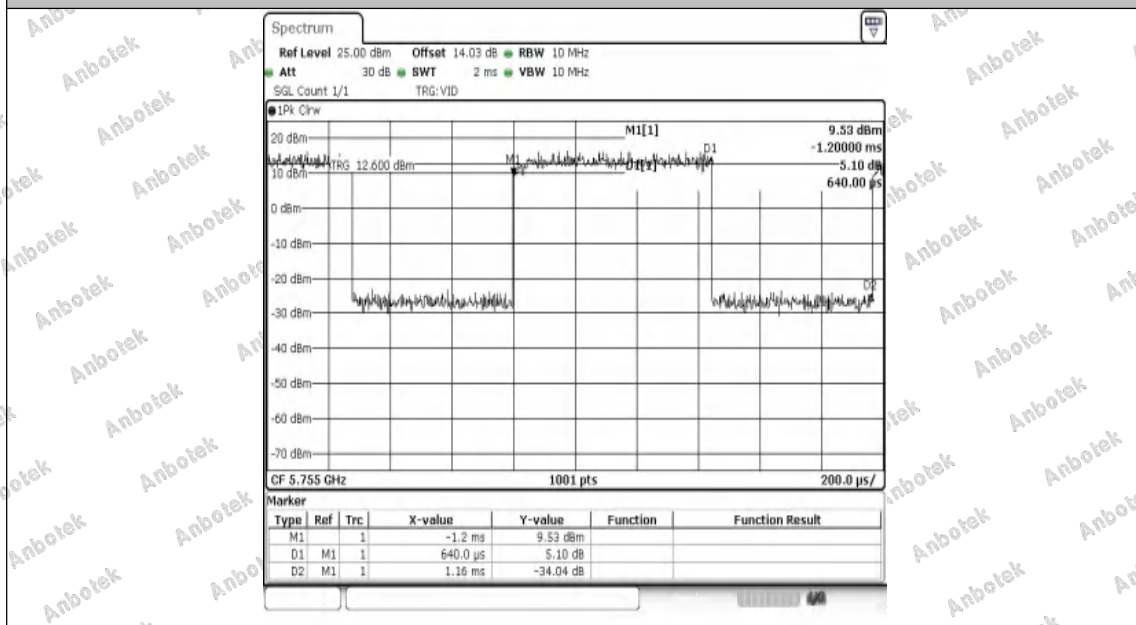 Spectrum
Ref Level 25.00 dBm Offset 14.03 dB RBW 10 MHz
Att 30 dB SWT 2 ms VBW 10 MHz
SGL Count 1/1 TRG: VID
1Pk Clrw
M1[1] 9.53 dBm
-1.20000 ms
D1[1] 5.10 dB
640.00 µs
20 dBm
10 dBm
TRG 12.600 dBm
M1
D1
0 dBm
-10 dBm
-20 dBm
D2
-30 dBm
-40 dBm
-50 dBm
-60 dBm
-70 dBm
CF 5.755 GHz 1001 pts 200.0 µs/
Marker
Type Ref Trc X-value Y-value Function Function Result
M1 1 -1.2 ms 9.53 dBm
D1 M1 1 640.0 µs 5.10 dB
D2 M1 1 1.16 ms -34.04 dB
Anbotek